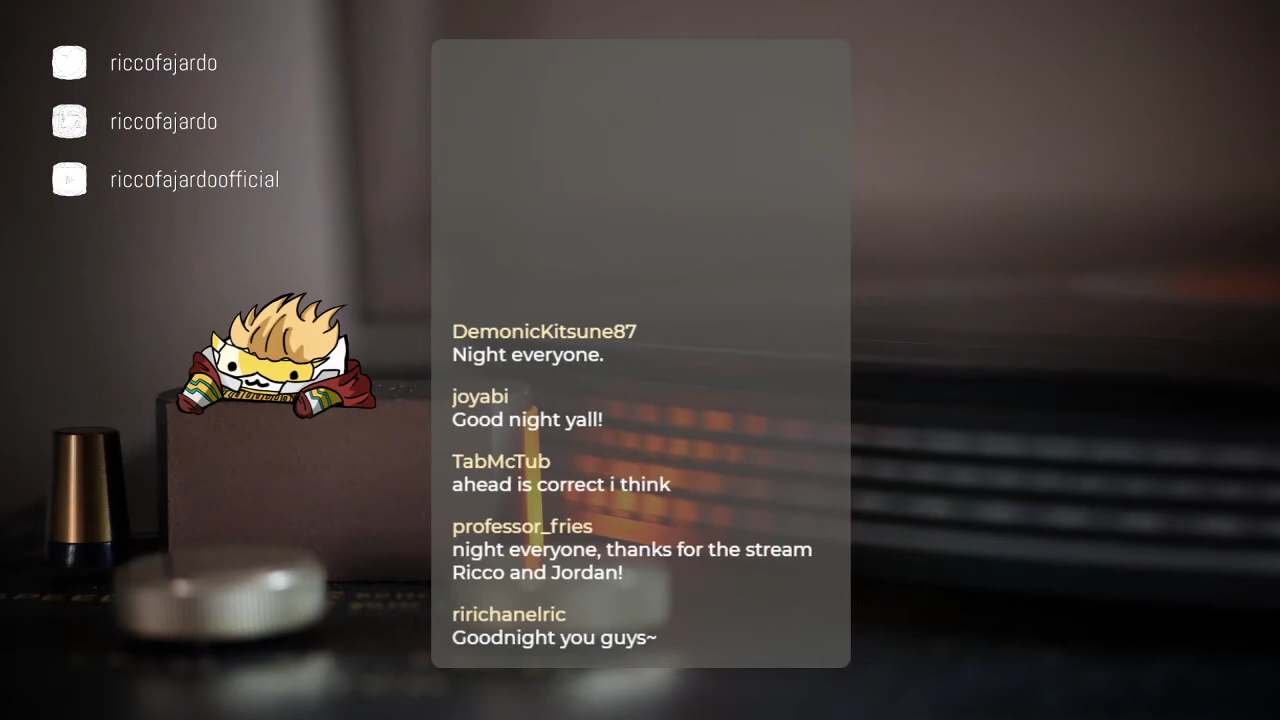 riccofajardo
riccofajardo
riccofajardoofficial
DemonicKitsune87
Night everyone.
joyabi
Good night yall!
TabMcTub
ahead is correct i think
professor_fries
night everyone, thanks for the stream
Ricco and Jordan!
ririchanelric
Goodnight you guys~